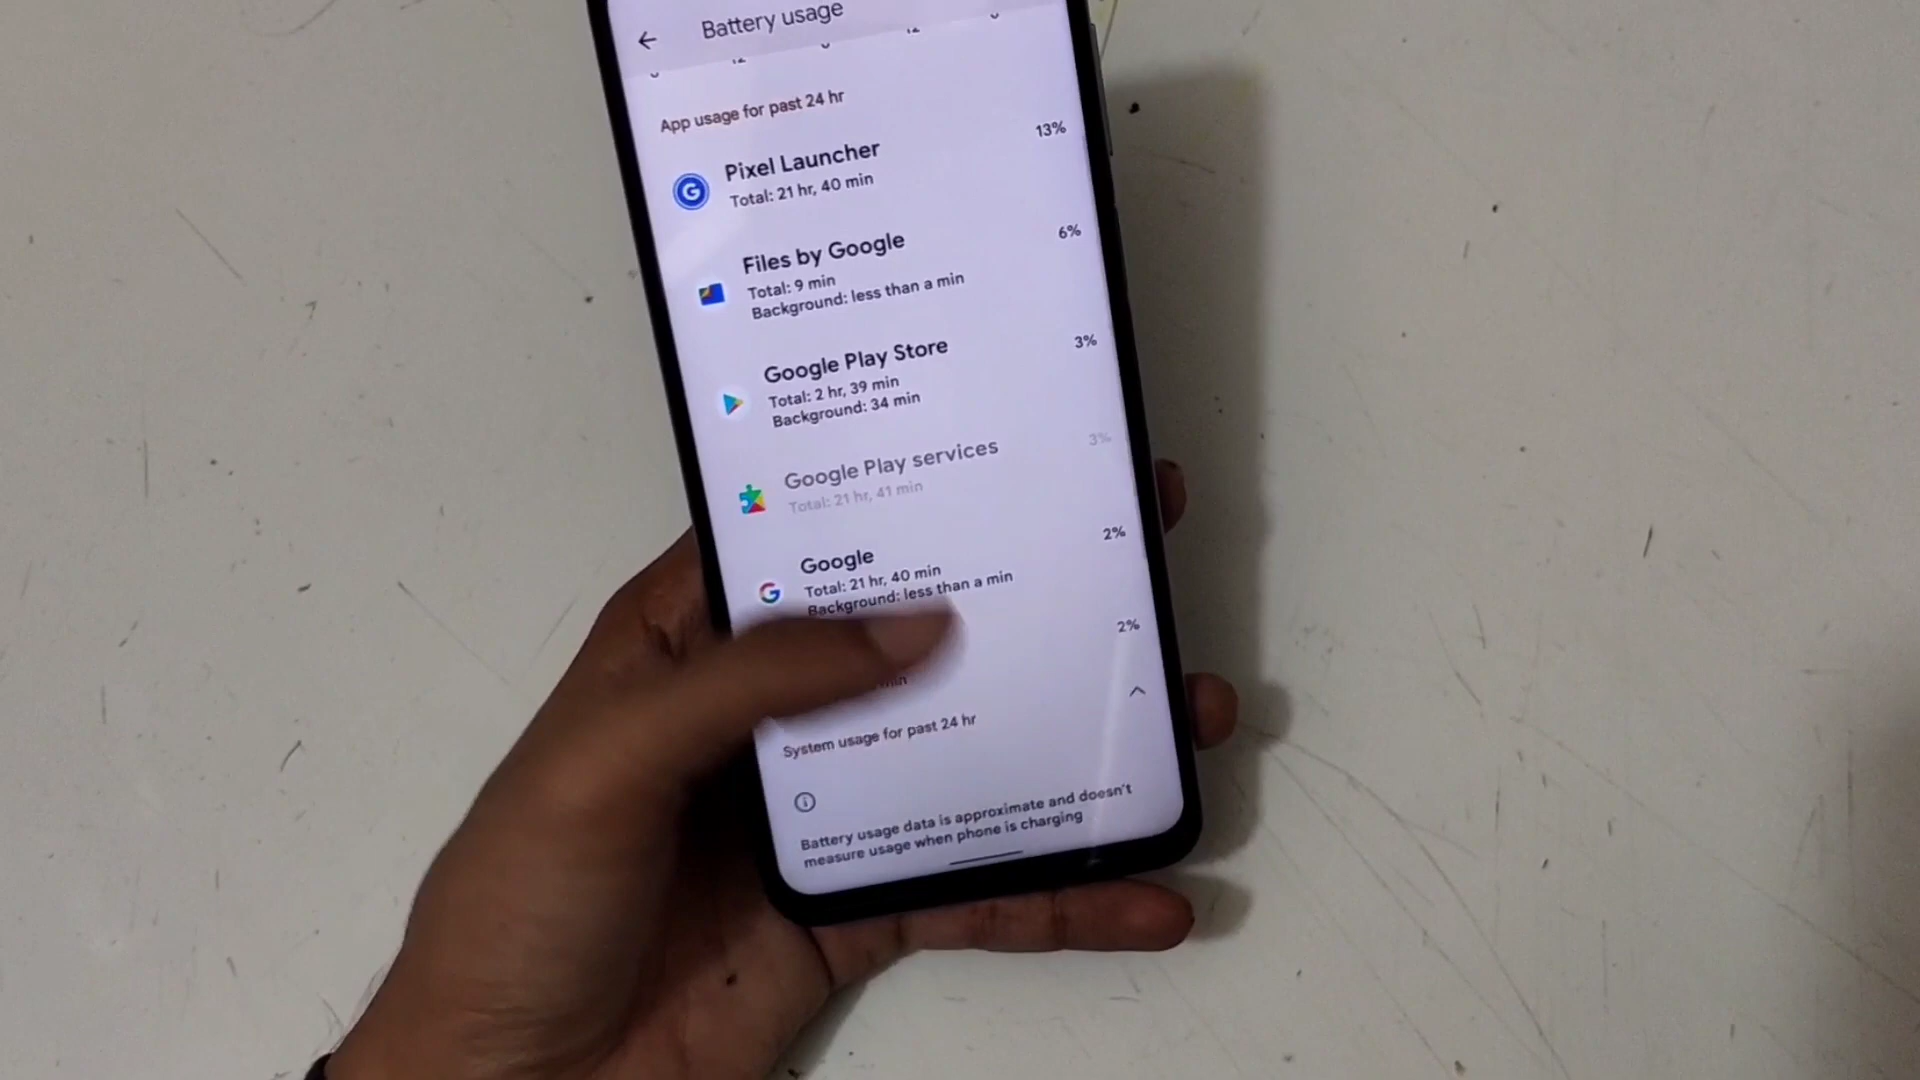 Battery usage
12
12
App usage for past 24 hr
Pixel Launcher
13%
Total: 21 hr, 40 min
Files by Google
6%
Total: 9 min
Background: less than a min
Google Play Store
3%
Total: 2 hr, 39 min
Background: 34 min
Google Play services
3%
Total: 21 hr, 41 min
Google
2%
Total: 21 hr, 40 min
Background: less than a min
2%
min
System usage for past 24 hr
Battery usage data is approximate and doesn't
measure usage when phone is charging